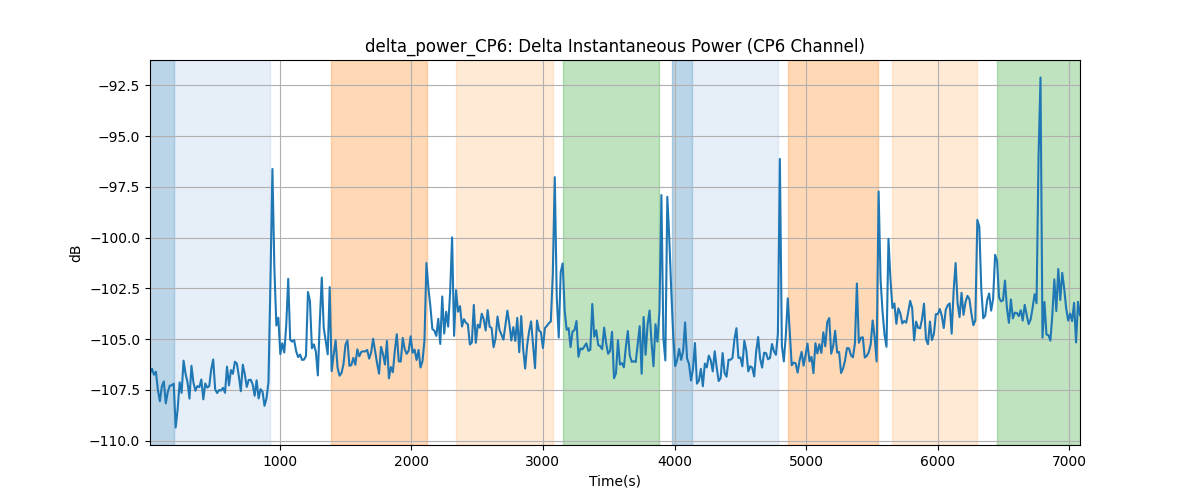 delta_power_CP6: Delta Instantaneous Power (CP6 Channel)
−92.5
−95.0
−97.5
−100.0
−102.5
−105.0
−107.5
−110.0
dB
1000 2000 3000 4000 5000 6000 7000
Time(s)